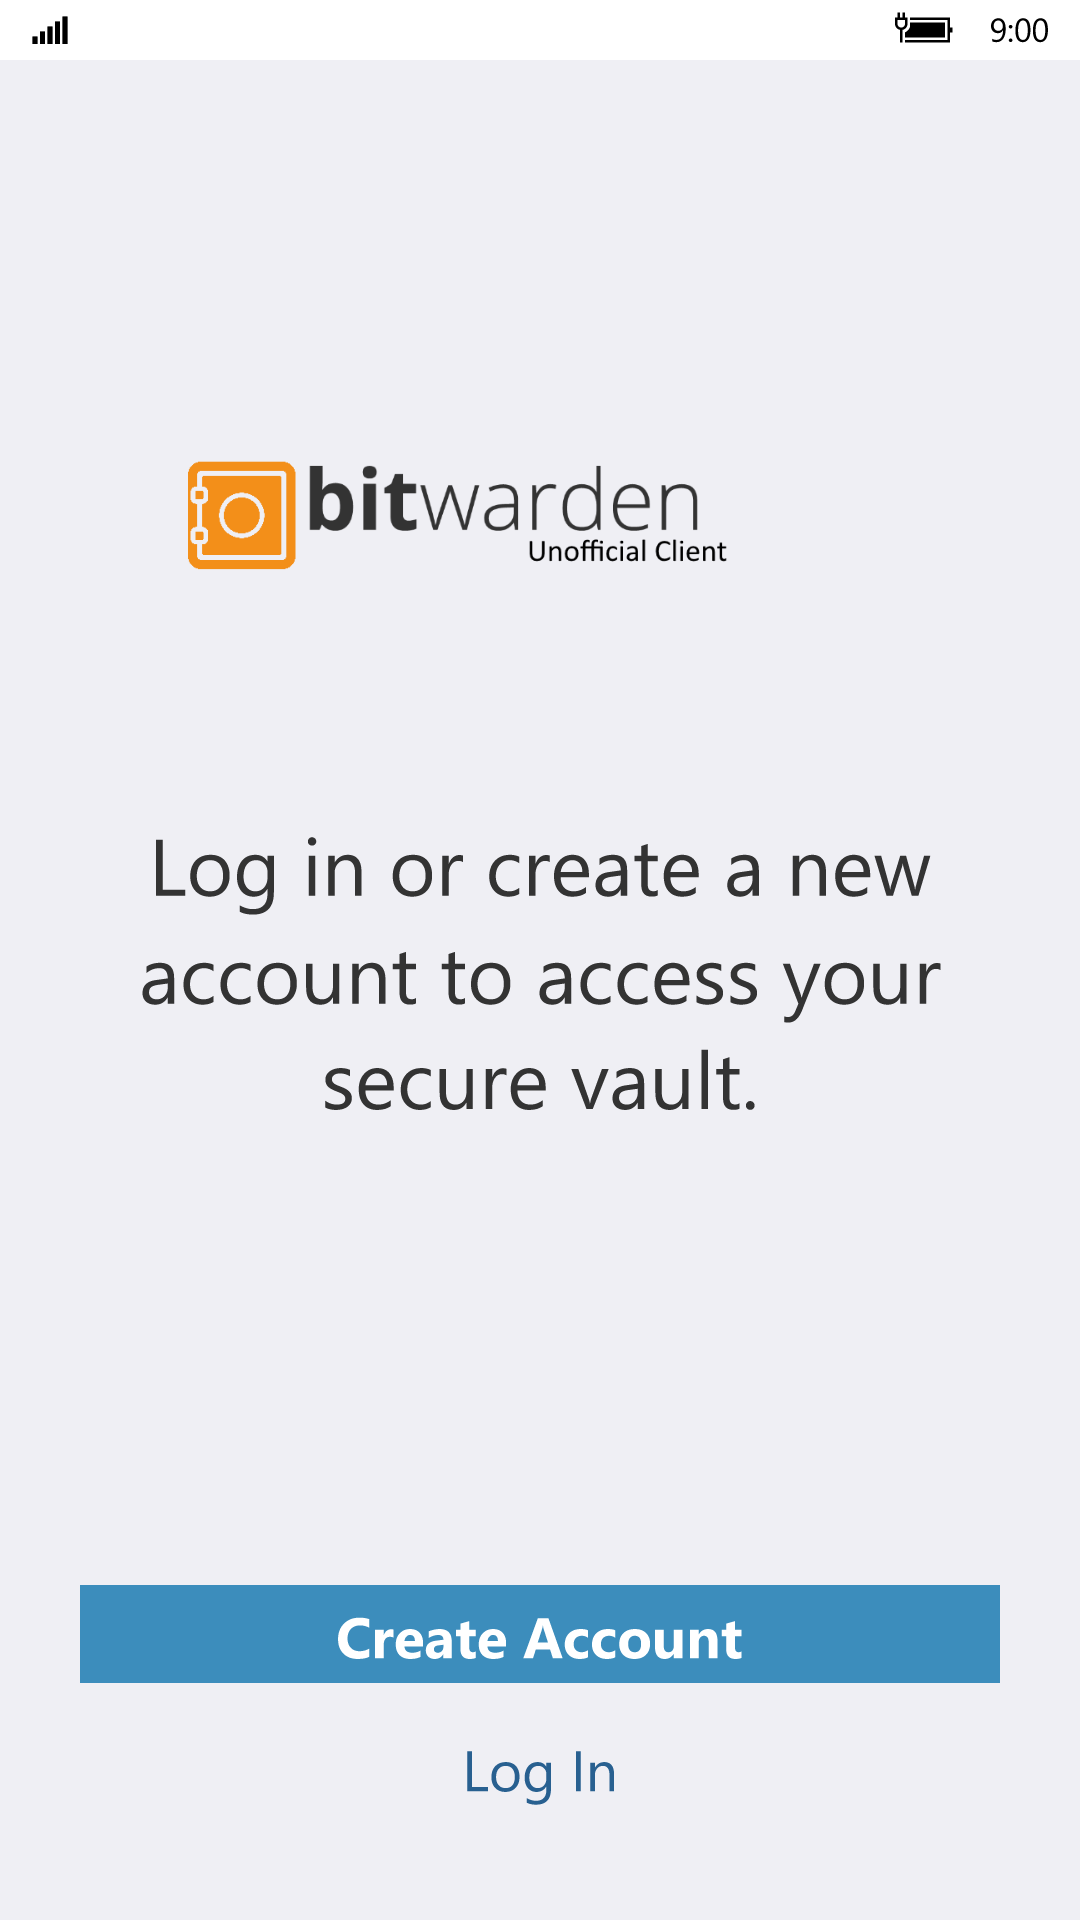 9:00
bitwarden
Unofficial Client
Log in or create a new
account to access your
secure vault.
Create Account
Log In